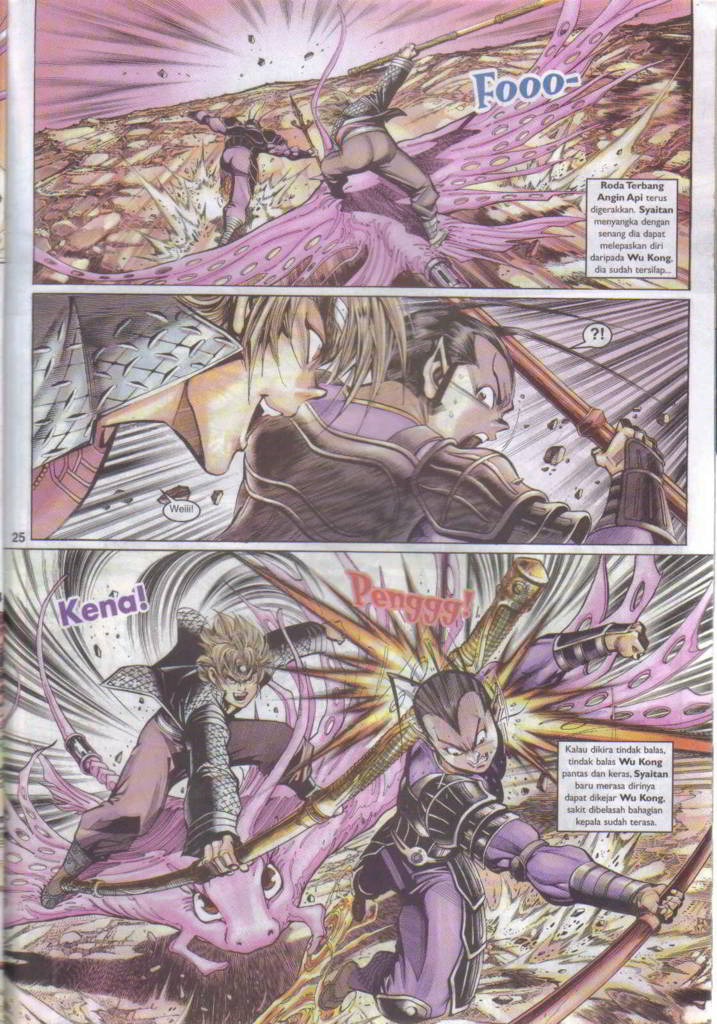 Fooo-
Roda Terbang
Angin Api terus
digerakkan. Syaitan
menyangka dengan
senang dia dapat
melepaskan diri
daripada Wu Kong,
dia sudah tersilap...
?!
Weili!
25
Kena!
Penggg!
Kalau dikira tindak balas,
tindak balas Wu Kong
pantas dan keras, Syaitan
baru merasa dirinya
dapat dikejar Wu Kong,
sakit dibelasah bahagian
kepala sudah terasa.